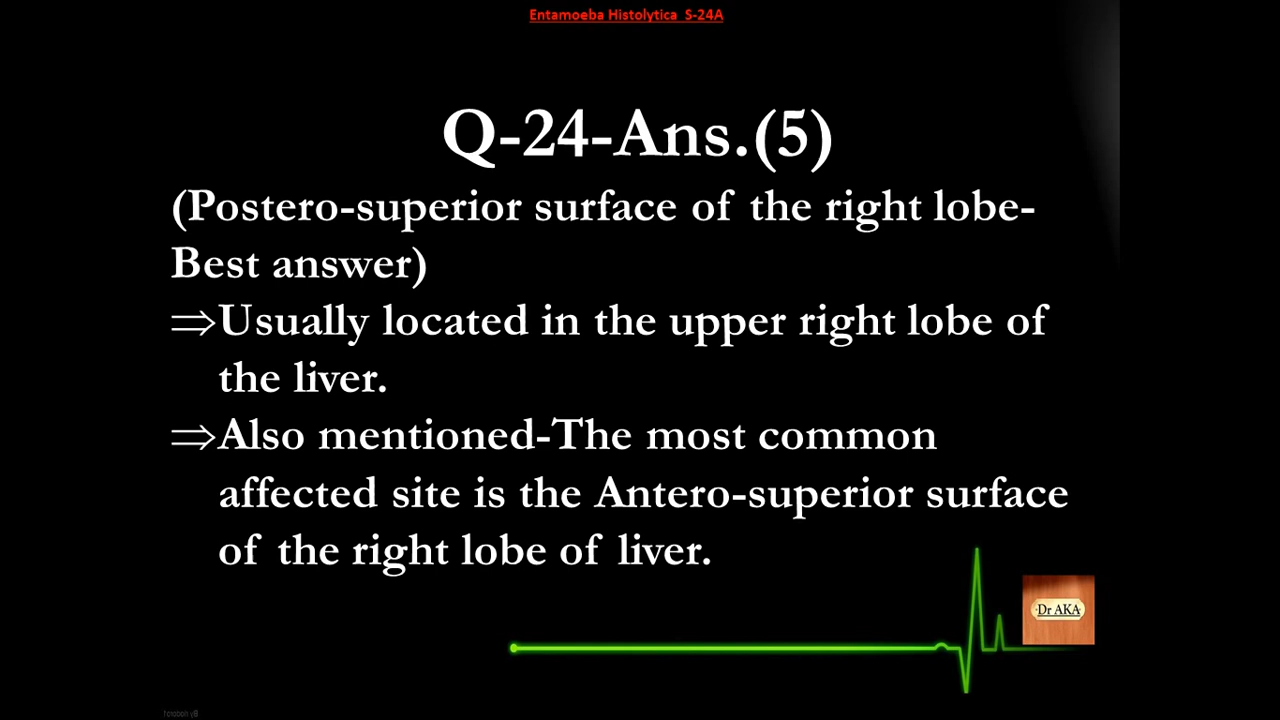 Entamoeba Histolytica S-24A
Q-24-Ans.(5)
(Postero-superior surface of the right lobe-
Best answer)
⇒Usually located in the upper right lobe of
the liver.
⇒Also mentioned-The most common
affected site is the Antero-superior surface
of the right lobe of liver.
Dr AKA